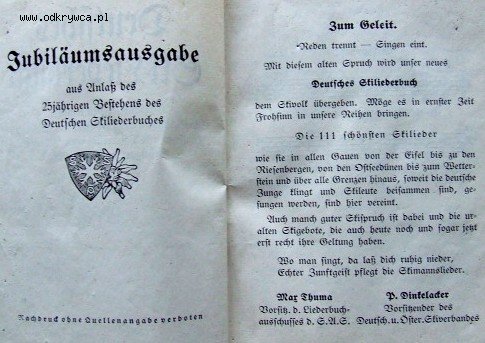 www.odkrywca.pl
Jubiläumsausgabe
aus Anlaß des
25jährigen Bestehens des
Deutschen Skiliederbuches
Nachdruck ohne Quellenangabe verboten
Zum Geleit.
Reden trennt — Singen eint.
Mit diesem alten Spruch wird unser neues
Deutsches Skiliederbuch
dem Skivolk übergeben. Möge es in ernster Zeit
Frohsinn in unsere Reihen bringen.
Die 111 schönsten Skilieder
wie sie in allen Gauen von der Eifel bis zu den
Riesenbergen, von den Ostseedünen bis zum Wetter-
stein und über alle Grenzen hinaus, soweit die deutsche
Zunge klingt und Skileute beisammen sind, ge-
sungen werden, sind hier vereint.
Auch manch guter Skispruch ist dabei und die ur-
alten Skigebote, die auch heute noch und sogar jetzt
erst recht ihre Geltung haben.
Wo man singt, da laß dich ruhig nieder,
Echter Zunftgeist pflegt die Skimannslieder.
Max Thuma
Vorsitz. d. Liederbuch-
ausschusses d. S.A.S.
P. Dinkelacker
Vorsitzender des
Deutsch. u. Öster. Skiverbandes